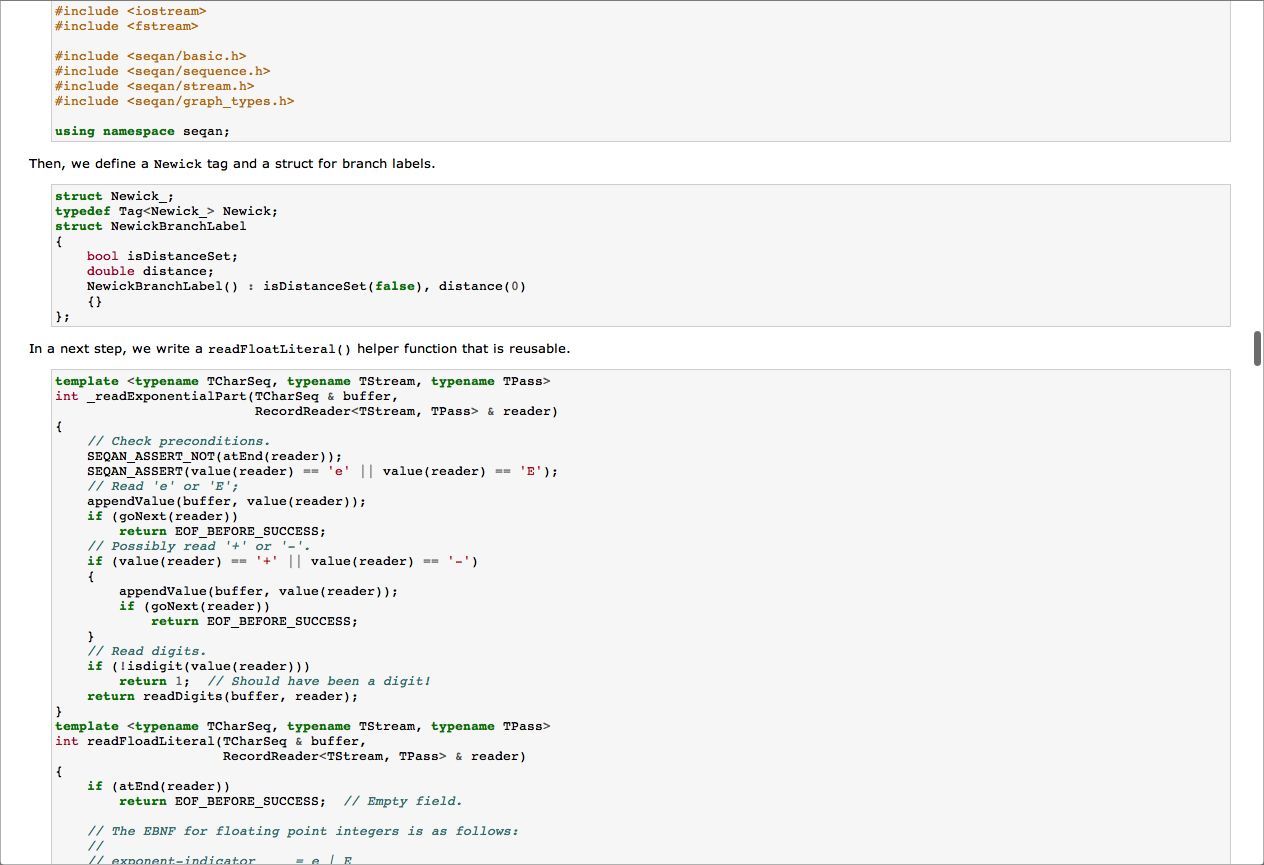 #include <iostream>
#include <fstream>
#include <seqan/basic.h>
#include <seqan/sequence.h>
#include <seqan/stream.h>
#include <seqan/graph_types.h>
using namespace seqan;
Then, we define a Newick tag and a struct for branch labels.
struct Newick_;
typedef Tag<Newick_> Newick;
struct NewickBranchLabel
{
    bool isDistanceSet;
    double distance;
    NewickBranchLabel() : isDistanceSet(false), distance(0)
    {}
};
In a next step, we write a readFloatLiteral() helper function that is reusable.
template <typename TCharSeq, typename TStream, typename TPass>
int _readExponentialPart(TCharSeq & buffer,
                         RecordReader<TStream, TPass> & reader)
{
    // Check preconditions.
    SEQAN_ASSERT_NOT(atEnd(reader));
    SEQAN_ASSERT(value(reader) == 'e' || value(reader) == 'E');
    // Read 'e' or 'E';
    appendValue(buffer, value(reader));
    if (goNext(reader))
        return EOF_BEFORE_SUCCESS;
    // Possibly read '+' or '-'.
    if (value(reader) == '+' || value(reader) == '-')
    {
        appendValue(buffer, value(reader));
        if (goNext(reader))
            return EOF_BEFORE_SUCCESS;
    }
    // Read digits.
    if (!isdigit(value(reader)))
        return 1;  // Should have been a digit!
    return readDigits(buffer, reader);
}
template <typename TCharSeq, typename TStream, typename TPass>
int readFloadLiteral(TCharSeq & buffer,
                     RecordReader<TStream, TPass> & reader)
{
    if (atEnd(reader))
        return EOF_BEFORE_SUCCESS;  // Empty field.
    // The EBNF for floating point integers is as follows:
    //
    // exponent-indicator     = e | E